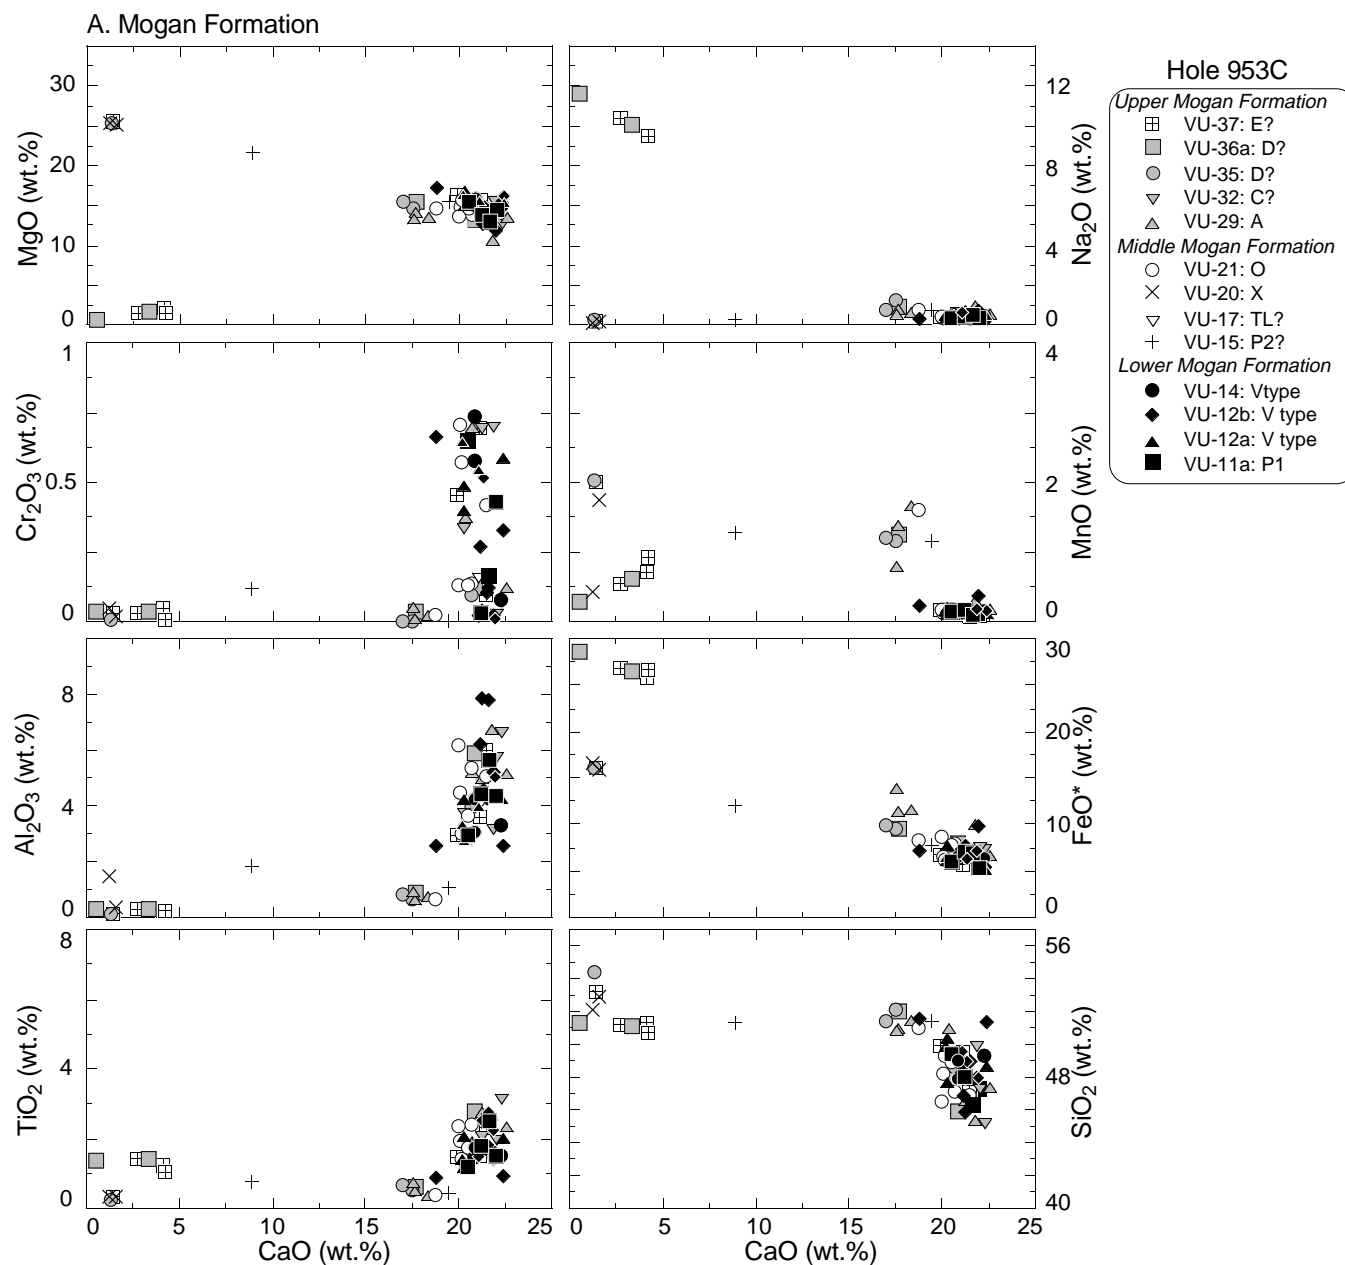 A. Mogan Formation
30
20
10
0
MgO (wt.%)
12
8
4
0
Na₂O (wt.%)
1
0.5
0
Cr₂O₃ (wt.%)
4
2
0
MnO (wt.%)
8
4
0
Al₂O₃ (wt.%)
30
20
10
0
FeO* (wt.%)
8
4
0
TiO₂ (wt.%)
56
48
40
SiO₂ (wt.%)
0 5 10 15 20 25
CaO (wt.%)
0 5 10 15 20 25
CaO (wt.%)
Hole 953C
Upper Mogan Formation
VU-37: E?
VU-36a: D?
VU-35: D?
VU-32: C?
VU-29: A
Middle Mogan Formation
VU-21: O
VU-20: X
VU-17: TL?
VU-15: P2?
Lower Mogan Formation
VU-14: Vtype
VU-12b: V type
VU-12a: V type
VU-11a: P1